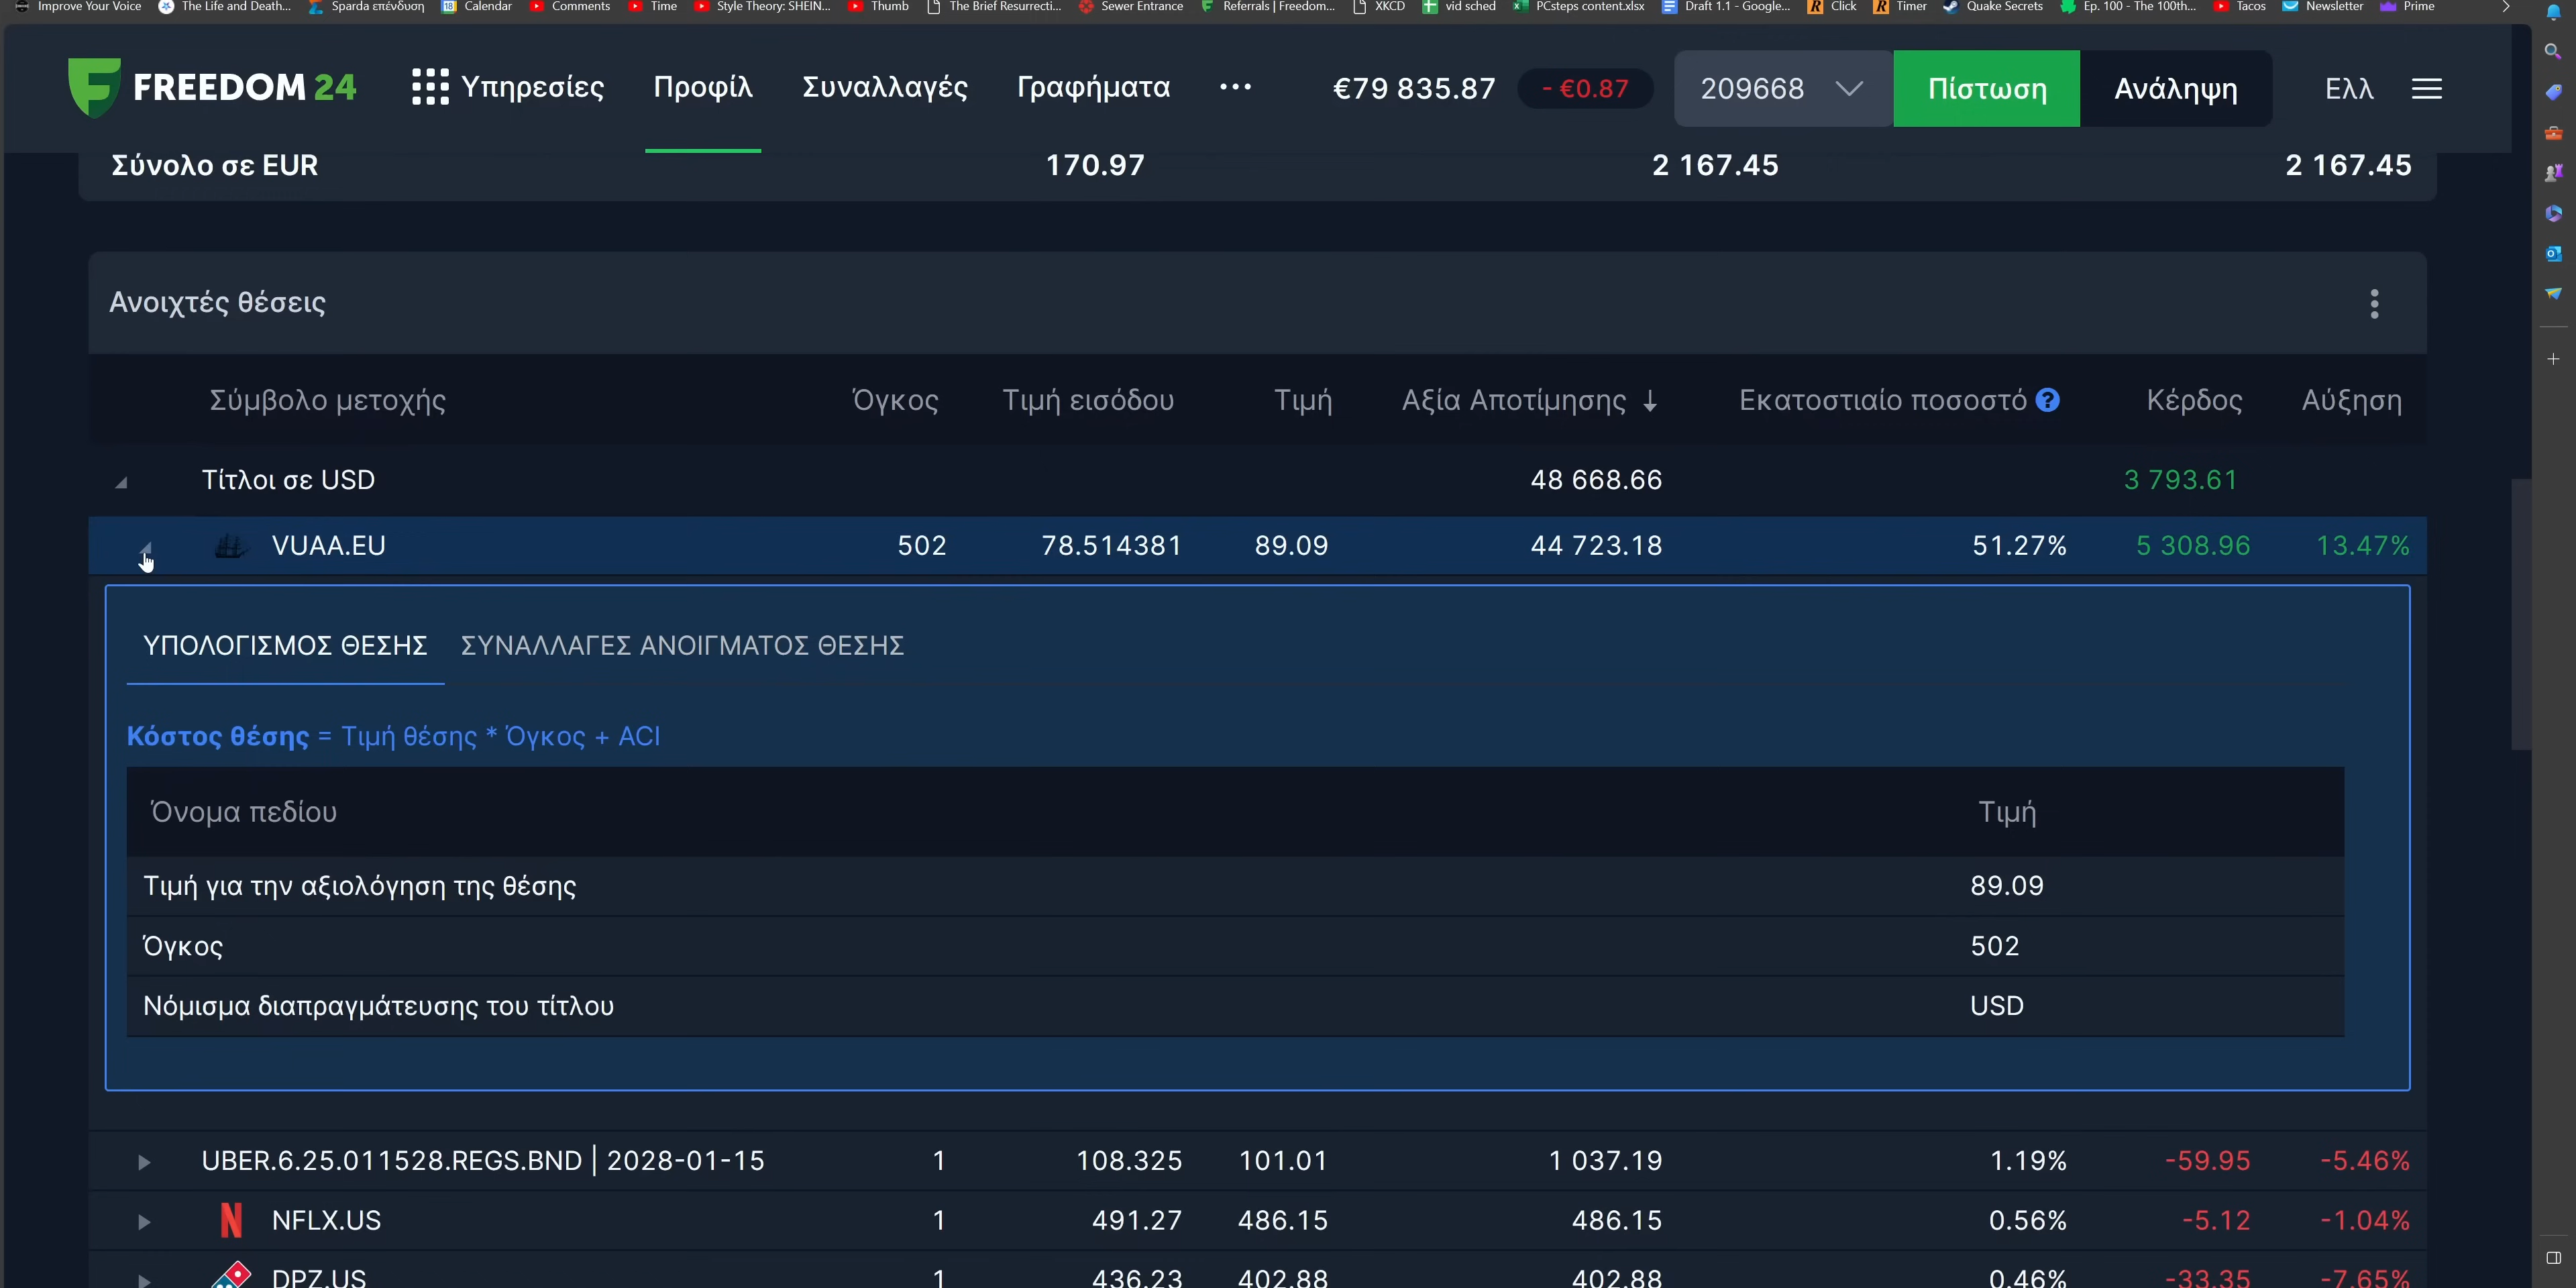 Improve Your Voice The Life and Death... Sparda επένδυση Calendar Comments Time Style Theory: SHEIN... Thumb The Brief Resurrecti... Sewer Entrance Referrals | Freedom... XKCD vid sched PCsteps content.xlsx Draft 1.1 - Google... Click Timer Quake Secrets Ep. 100 - The 100th... Tacos Newsletter Prime
FREEDOM 24 Υπηρεσίες Προφίλ Συναλλαγές Γραφήματα ••• €79 835.87 - €0.87 209668 Πίστωση Ανάληψη Ελλ
Σύνολο σε EUR 170.97 2 167.45 2 167.45
Ανοιχτές θέσεις
Σύμβολο μετοχής Όγκος Τιμή εισόδου Τιμή Αξία Αποτίμησης ↓ Εκατοστιαίο ποσοστό ? Κέρδος Αύξηση
Τίτλοι σε USD 48 668.66 3 793.61
VUAA.EU 502 78.514381 89.09 44 723.18 51.27% 5 308.96 13.47%
ΥΠΟΛΟΓΙΣΜΟΣ ΘΕΣΗΣ ΣΥΝΑΛΛΑΓΕΣ ΑΝΟΙΓΜΑΤΟΣ ΘΕΣΗΣ
Κόστος θέσης = Τιμή θέσης * Όγκος + ACI
Όνομα πεδίου Τιμή
Τιμή για την αξιολόγηση της θέσης 89.09
Όγκος 502
Νόμισμα διαπραγμάτευσης του τίτλου USD
UBER.6.25.011528.REGS.BND | 2028-01-15 1 108.325 101.01 1 037.19 1.19% -59.95 -5.46%
NFLX.US 1 491.27 486.15 486.15 0.56% -5.12 -1.04%
DPZ.US 1 436.23 402.88 402.88 0.46% -33.35 -7.65%